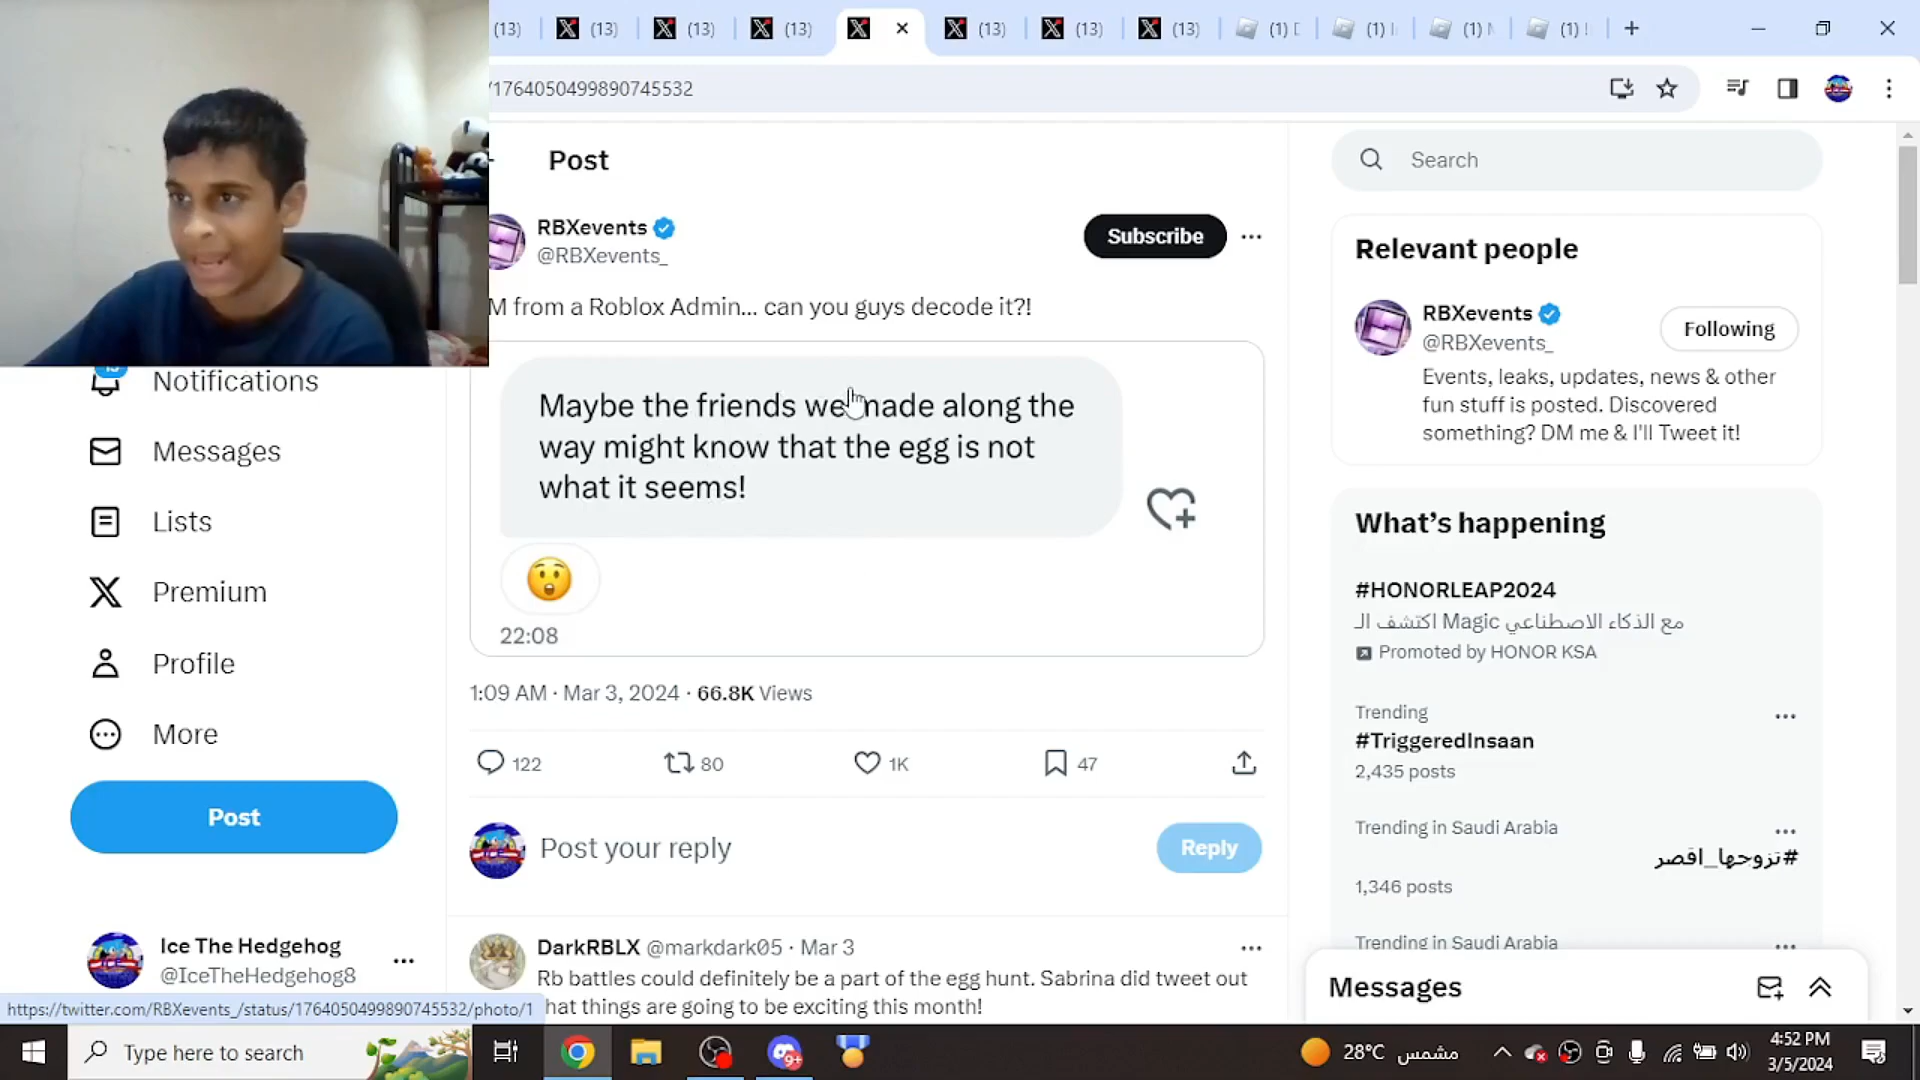 (13)
(13)
(13)
(13)
(13)
(13)
(13)
(1)
(1)
(1)
(1)
/1764050499890745532
Post
Search
RBXevents
@RBXevents_
Subscribe
M from a Roblox Admin... can you guys decode it?!
Maybe the friends we made along the
way might know that the egg is not
what it seems!
22:08
1:09 AM · Mar 3, 2024 · 66.8K Views
122
80
1K
47
Post your reply
Reply
DarkRBLX @markdark05 · Mar 3
Rb battles could definitely be a part of the egg hunt. Sabrina did tweet out
hat things are going to be exciting this month!
Notifications
Messages
Lists
Premium
Profile
More
Post
Ice The Hedgehog
@IceTheHedgehog8
Relevant people
RBXevents
@RBXevents_
Following
Events, leaks, updates, news & other
fun stuff is posted. Discovered
something? DM me & I'll Tweet it!
What's happening
#HONORLEAP2024
مع الذكاء الاصطناعي Magic اكتشف الـ
Promoted by HONOR KSA
Trending
#TriggeredInsaan
2,435 posts
Trending in Saudi Arabia
#تزوجها_اقصر
1,346 posts
Trending in Saudi Arabia
Messages
https://twitter.com/RBXevents_/status/1764050499890745532/photo/1
Type here to search
9+
28°C مشمس
4:52 PM
3/5/2024